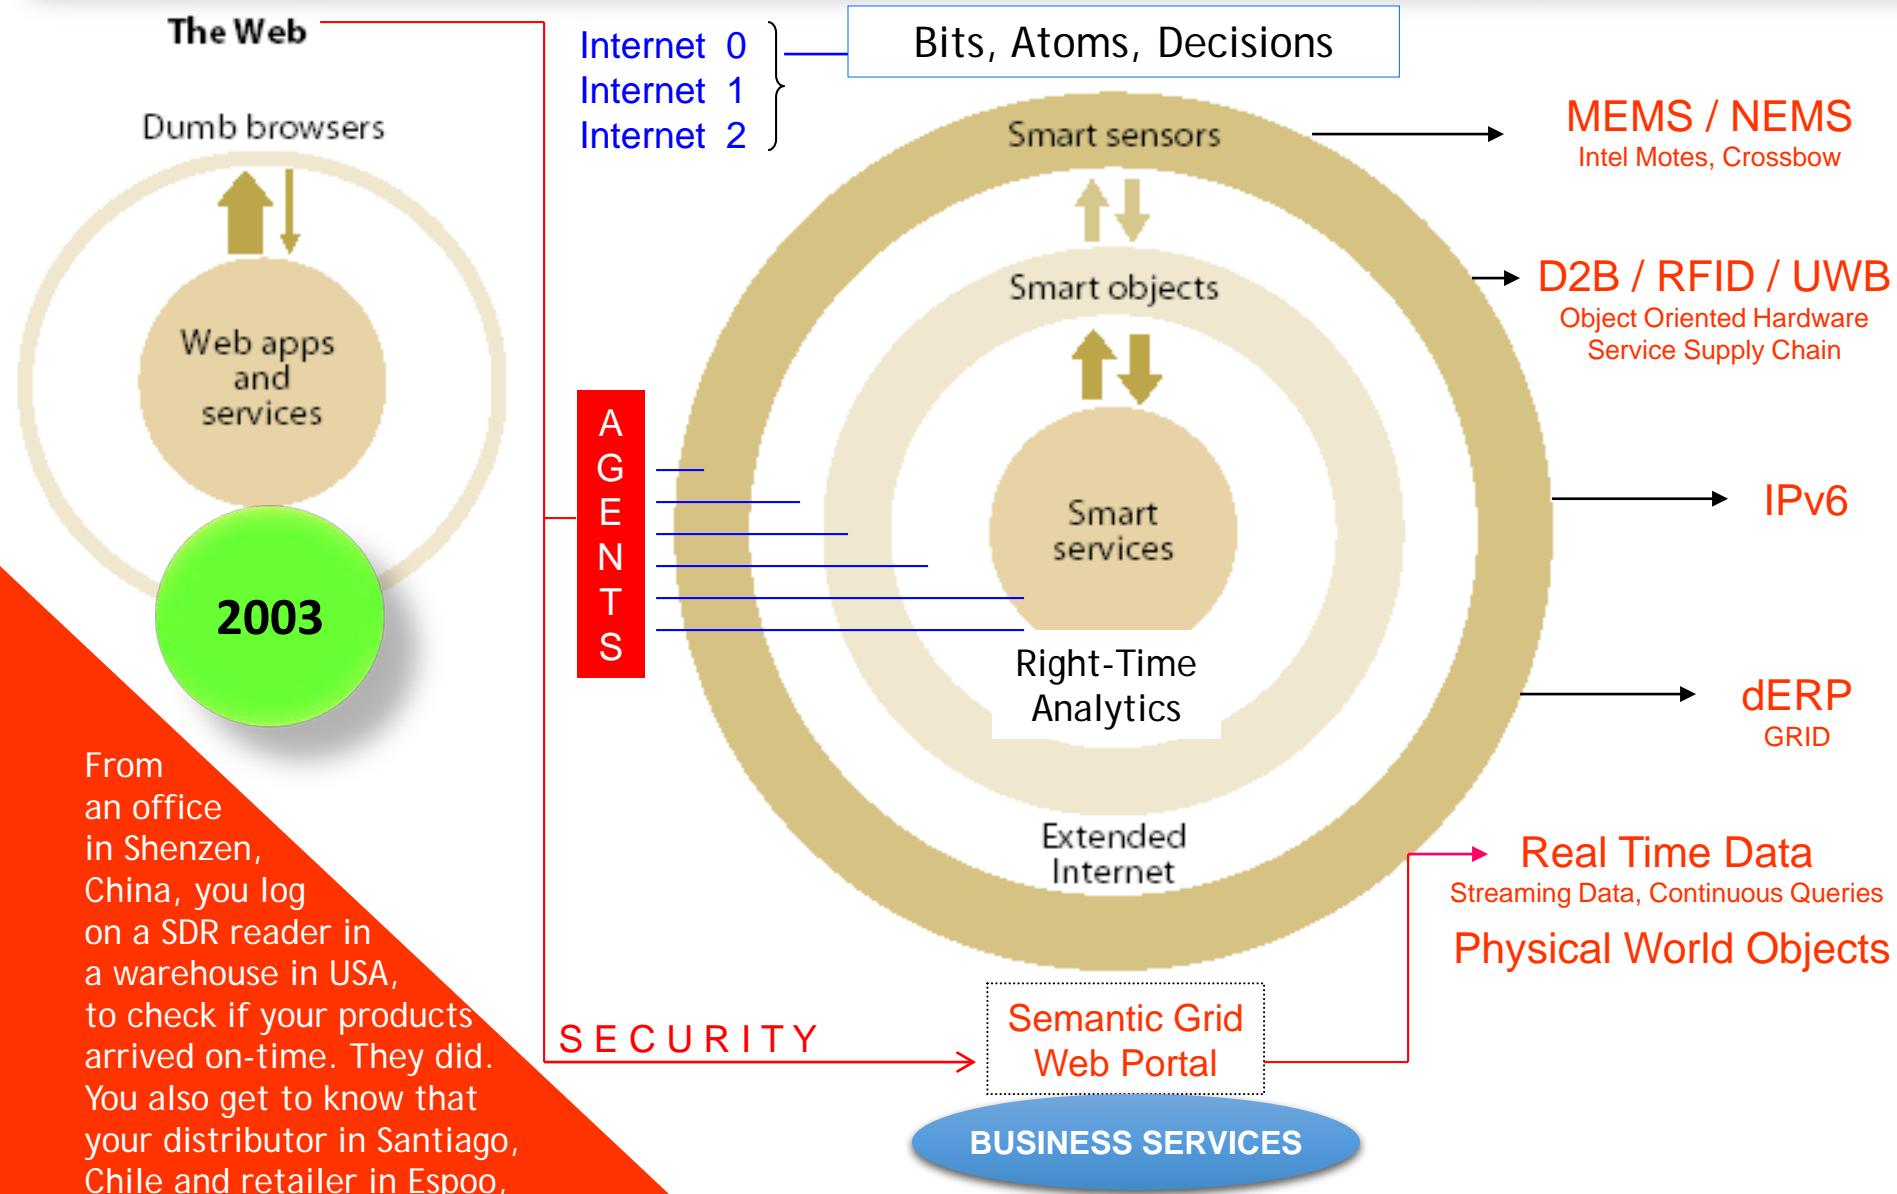 The Web
Dumb browsers
Web apps
and
services
2003
From
an office
in Shenzen,
China, you log
on a SDR reader in
a warehouse in USA,
to check if your products
arrived on-time. They did.
You also get to know that
your distributor in Santiago,
Chile and retailer in Espoo,
Internet 0
Internet 1
Internet 2
Bits, Atoms, Decisions
Smart sensors
Smart objects
Smart
services
Right-Time
Analytics
Extended
Internet
A
G
E
N
T
S
MEMS / NEMS
Intel Motes, Crossbow
D2B / RFID / UWB
Object Oriented Hardware
Service Supply Chain
IPv6
dERP
GRID
Real Time Data
Streaming Data, Continuous Queries
Physical World Objects
SECURITY
Semantic Grid
Web Portal
BUSINESS SERVICES